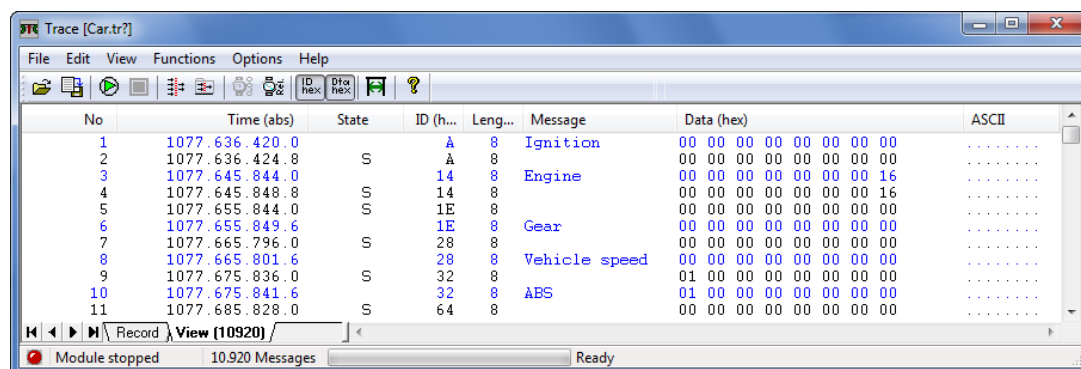 STG Trace [Car.tr?]
File Edit View Functions Options Help
ID hex Dta hex ?
No Time (abs) State ID (h... Leng... Message Data (hex) ASCII
1 1077.636.420.0 A 8 Ignition 00 00 00 00 00 00 00 00 ........
2 1077.636.424.8 S A 8 00 00 00 00 00 00 00 00 ........
3 1077.645.844.0 14 8 Engine 00 00 00 00 00 00 00 16 ........
4 1077.645.848.8 S 14 8 00 00 00 00 00 00 00 16 ........
5 1077.655.844.0 S 1E 8 00 00 00 00 00 00 00 00 ........
6 1077.655.849.6 1E 8 Gear 00 00 00 00 00 00 00 00 ........
7 1077.665.796.0 S 28 8 00 00 00 00 00 00 00 00 ........
8 1077.665.801.6 28 8 Vehicle speed 00 00 00 00 00 00 00 00 ........
9 1077.675.836.0 S 32 8 01 00 00 00 00 00 00 00 ........
10 1077.675.841.6 32 8 ABS 01 00 00 00 00 00 00 00 ........
11 1077.685.828.0 S 64 8 00 00 00 00 00 00 00 00 ........
Record View (10920)
Module stopped 10.920 Messages Ready